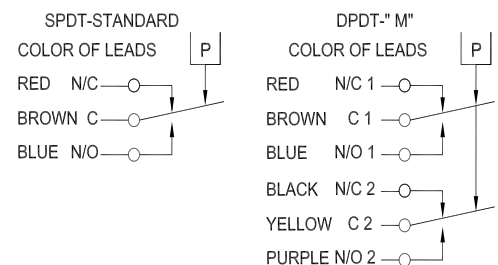 SPDT-STANDARD
COLOR OF LEADS P
RED N/C
BROWN C
BLUE N/O
DPDT-" M"
COLOR OF LEADS P
RED N/C 1
BROWN C 1
BLUE N/O 1
BLACK N/C 2
YELLOW C 2
PURPLE N/O 2